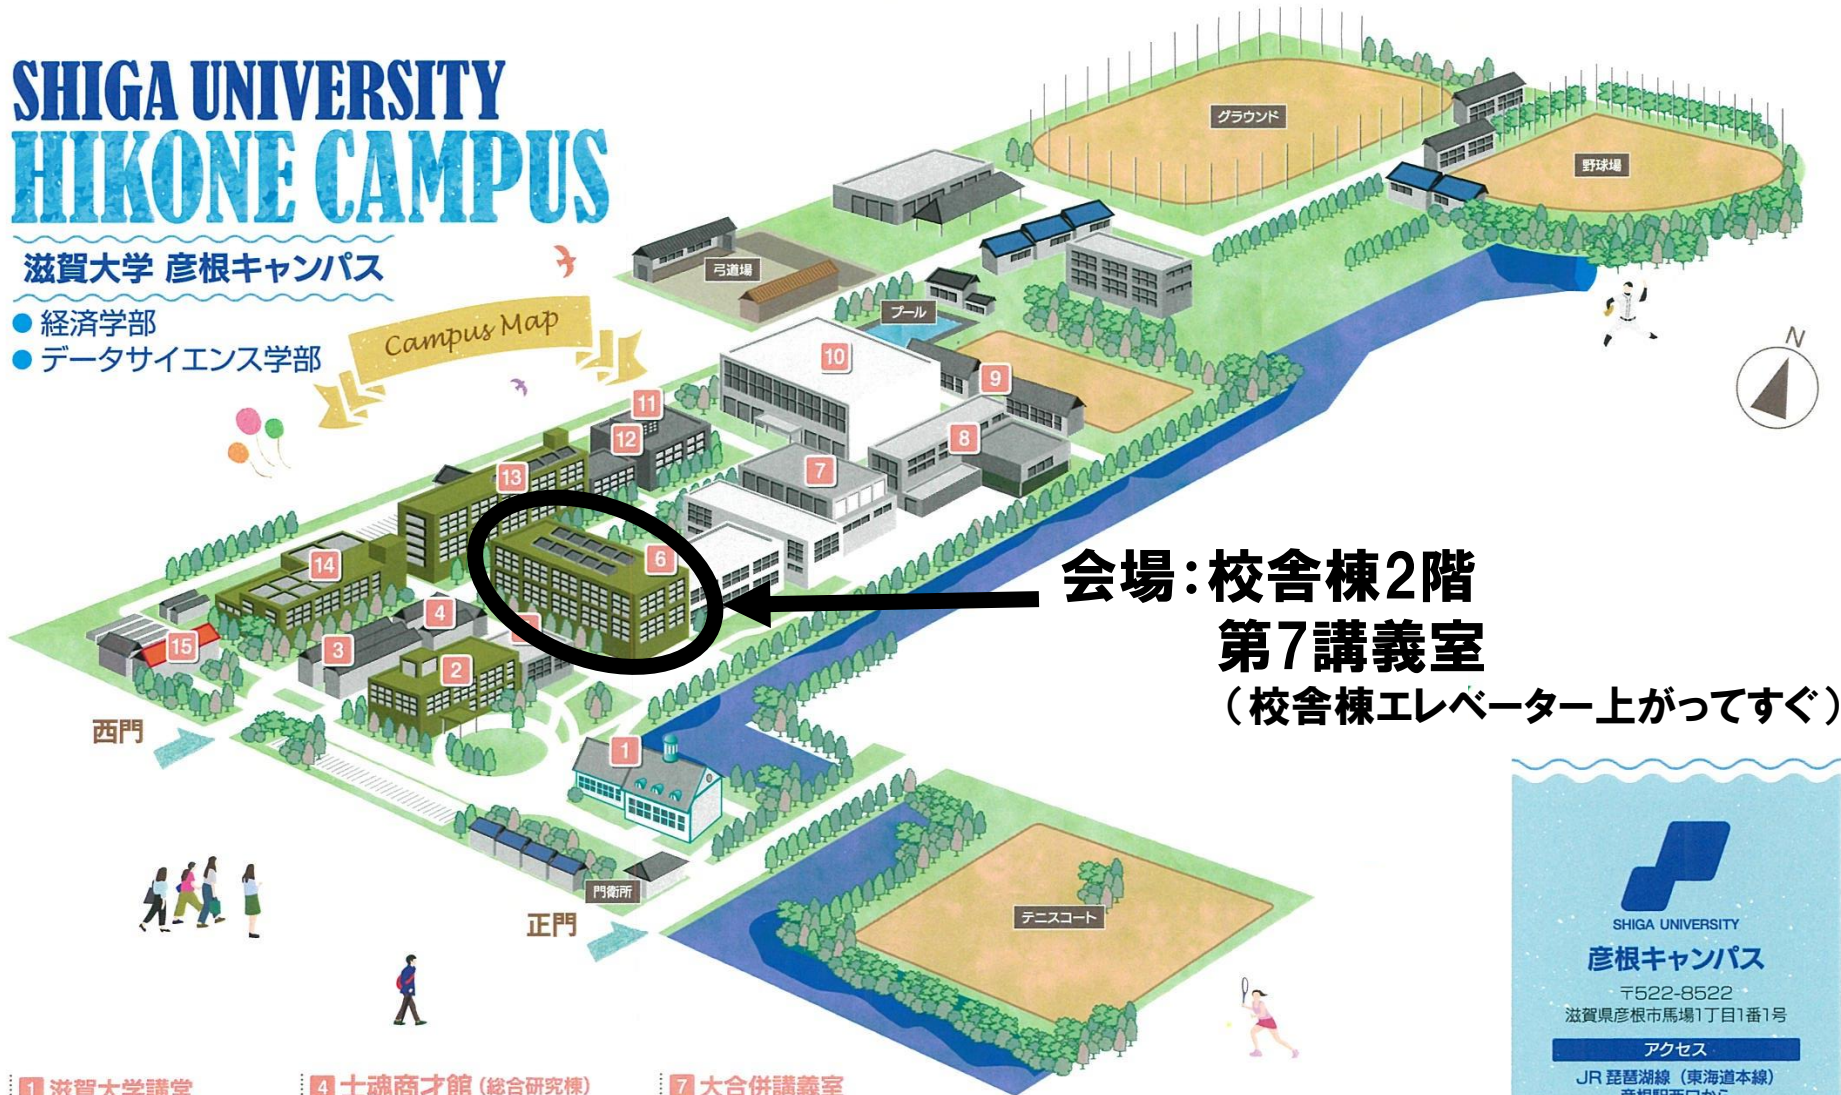 SHIGA UNIVERSITY
HIKONE CAMPUS
滋賀大学 彦根キャンパス
● 経済学部
● データサイエンス学部
Campus Map
グラウンド
野球場
弓道場
プール
N
10
9
11
12
8
7
13
6
14
4
3
15
2
1
会場：校舎棟2階
第7講義室
（校舎棟エレベーター上がってすぐ）
西門
門衛所
正門
テニスコート
SHIGA UNIVERSITY
彦根キャンパス
〒522-8522
滋賀県彦根市馬場1丁目1番1号
アクセス
JR 琵琶湖線（東海道本線）
彦根駅西口から
1 滋賀大学講堂
4 士魂商才館（総合研究棟）
7 大合併講義室